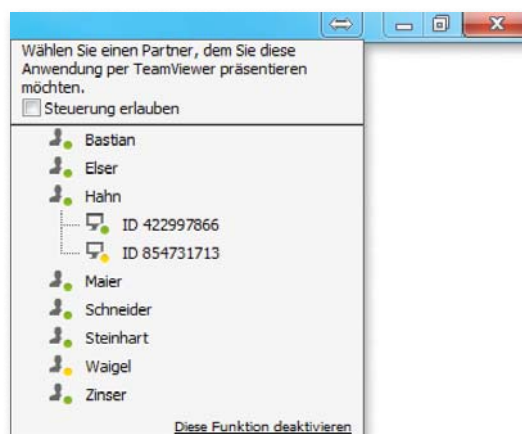 Wählen Sie einen Partner, dem Sie diese
Anwendung per TeamViewer präsentieren
möchten.
Steuerung erlauben
Bastian
Elser
Hahn
ID 422997866
ID 854731713
Maier
Schneider
Steinhart
Waigel
Zinser
Diese Funktion deaktivieren